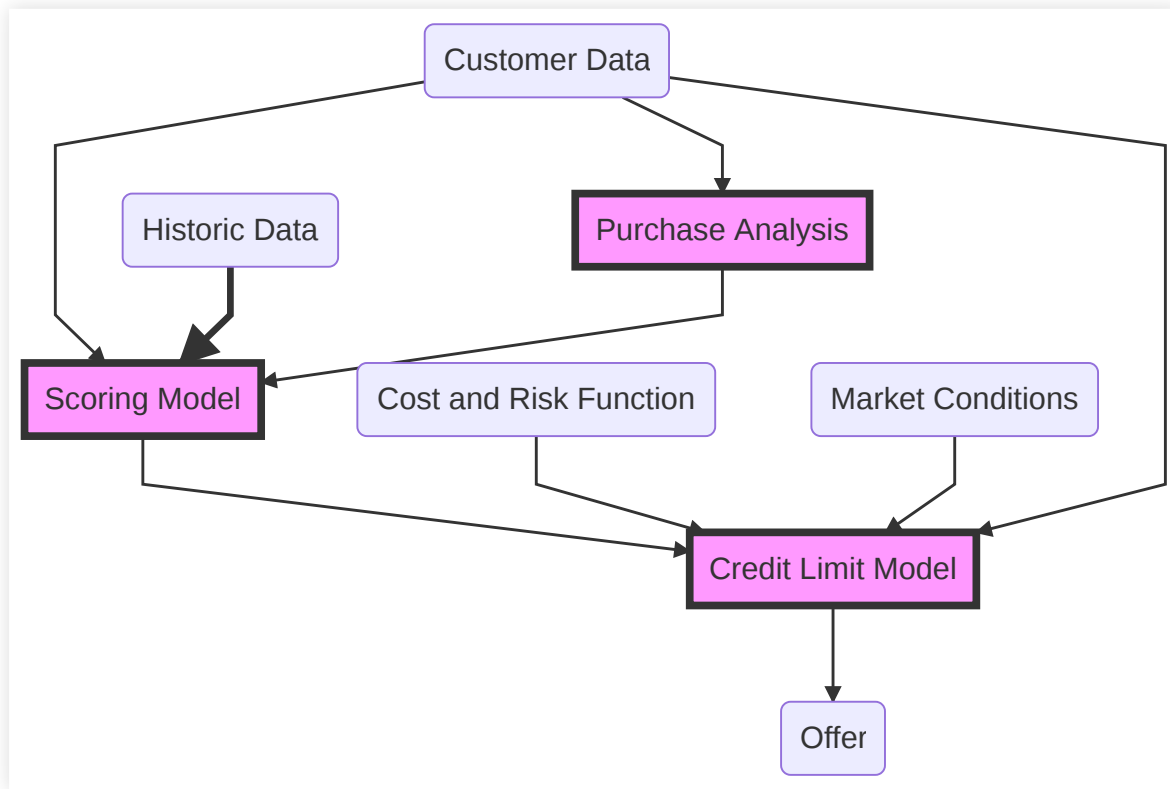 Customer Data
Historic Data
Purchase Analysis
Scoring Model
Cost and Risk Function
Market Conditions
Credit Limit Model
Offer